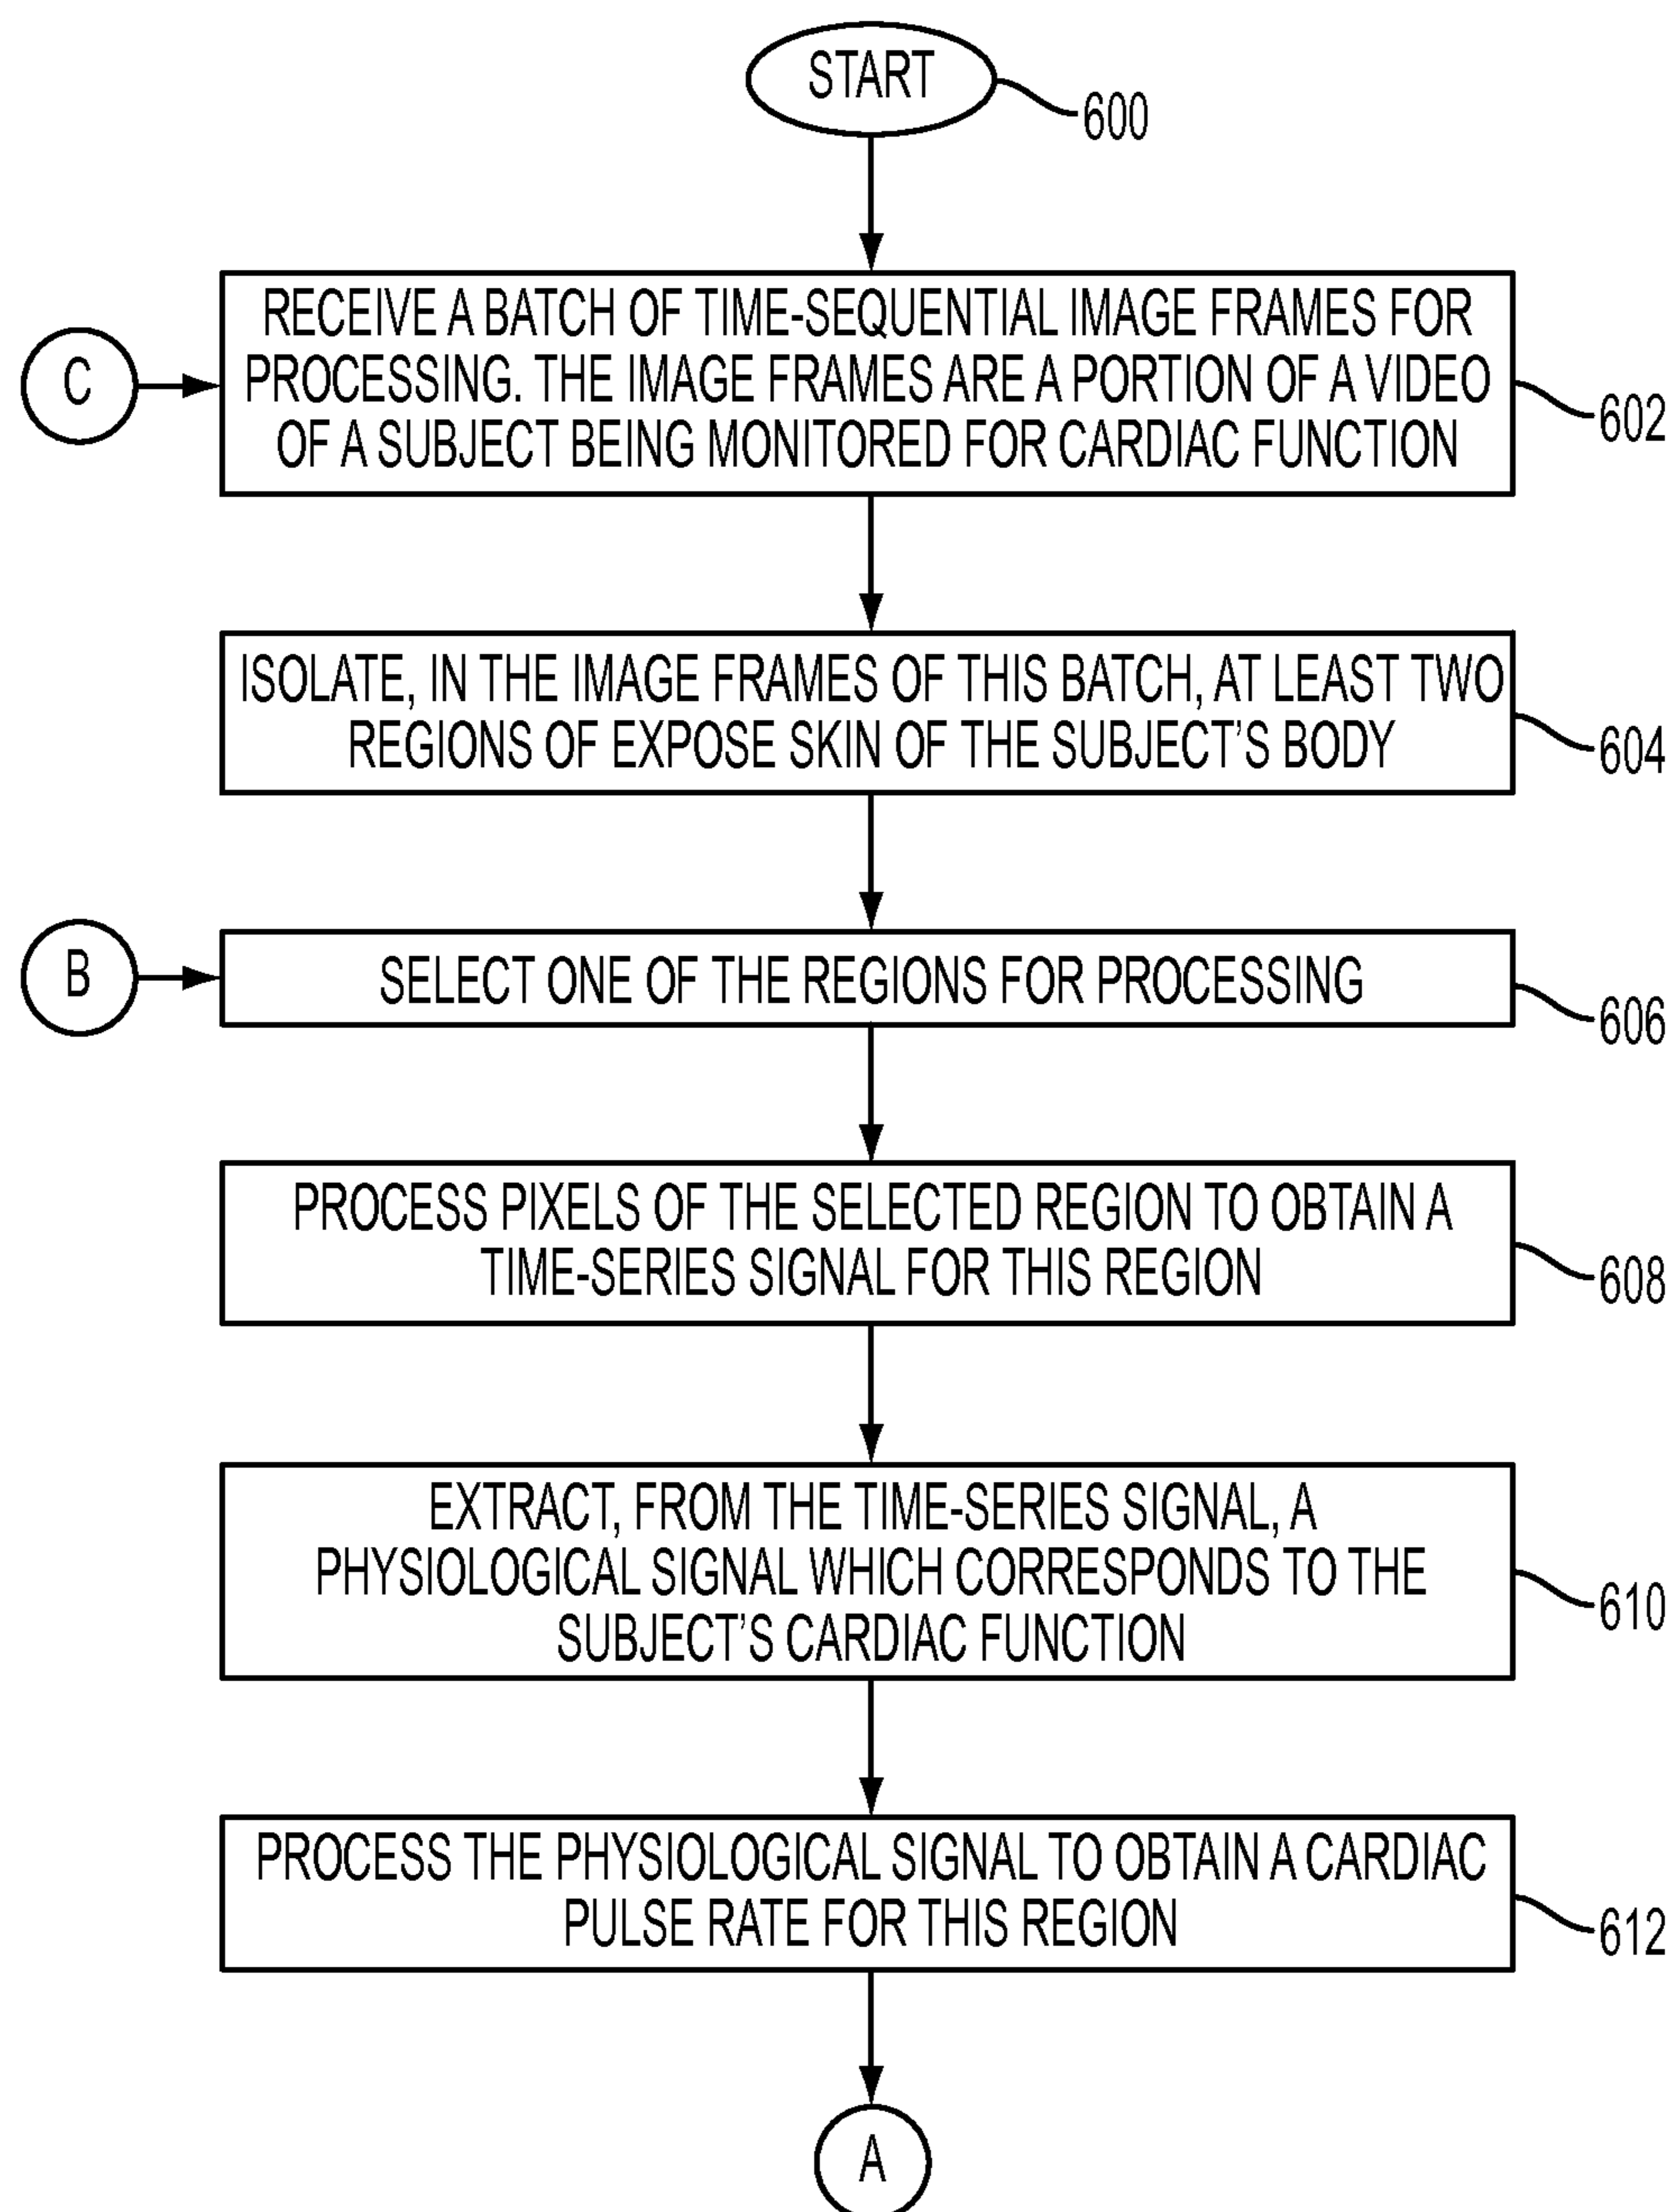 START
600
RECEIVE A BATCH OF TIME-SEQUENTIAL IMAGE FRAMES FOR
PROCESSING. THE IMAGE FRAMES ARE A PORTION OF A VIDEO
OF A SUBJECT BEING MONITORED FOR CARDIAC FUNCTION
C
602
ISOLATE, IN THE IMAGE FRAMES OF THIS BATCH, AT LEAST TWO
REGIONS OF EXPOSE SKIN OF THE SUBJECT'S BODY
604
B
SELECT ONE OF THE REGIONS FOR PROCESSING
606
PROCESS PIXELS OF THE SELECTED REGION TO OBTAIN A
TIME-SERIES SIGNAL FOR THIS REGION
608
EXTRACT, FROM THE TIME-SERIES SIGNAL, A
PHYSIOLOGICAL SIGNAL WHICH CORRESPONDS TO THE
SUBJECT'S CARDIAC FUNCTION
610
PROCESS THE PHYSIOLOGICAL SIGNAL TO OBTAIN A CARDIAC
PULSE RATE FOR THIS REGION
612
A